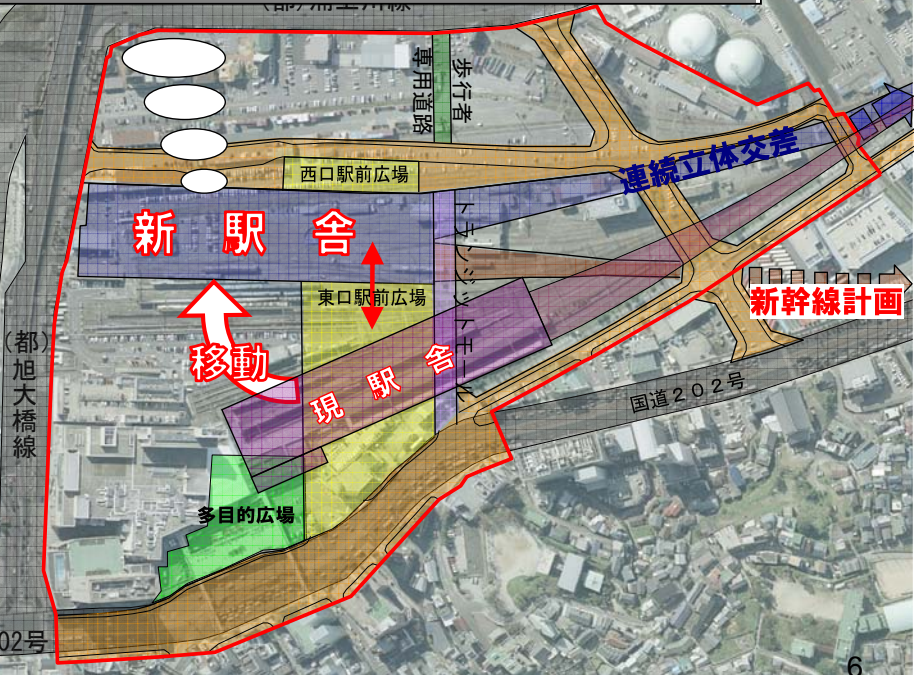 (都)浦上川線
歩行者
専用道路
西口駅前広場
連続立体交差
新駅舎
トランジットモール
東口駅前広場
新幹線計画
移動
現駅舎
(都)旭大橋線
国道202号
多目的広場
02号
6